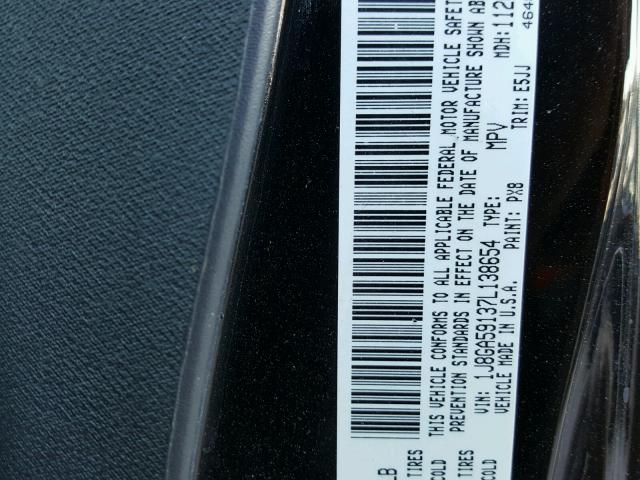 LB
TIRES
COLD
TIRES
COLD
THIS VEHICLE CONFORMS TO ALL APPLICABLE FEDERAL MOTOR VEHICLE SAFET
PREVENTION STANDARDS IN EFFECT ON THE DATE OF MANUFACTURE SHOWN AB
VIN: 1J8GA59137L138654 TYPE: MPV MDH: 112
VEHICLE MADE IN U.S.A. PAINT: PX8 TRIM: E5JJ 464